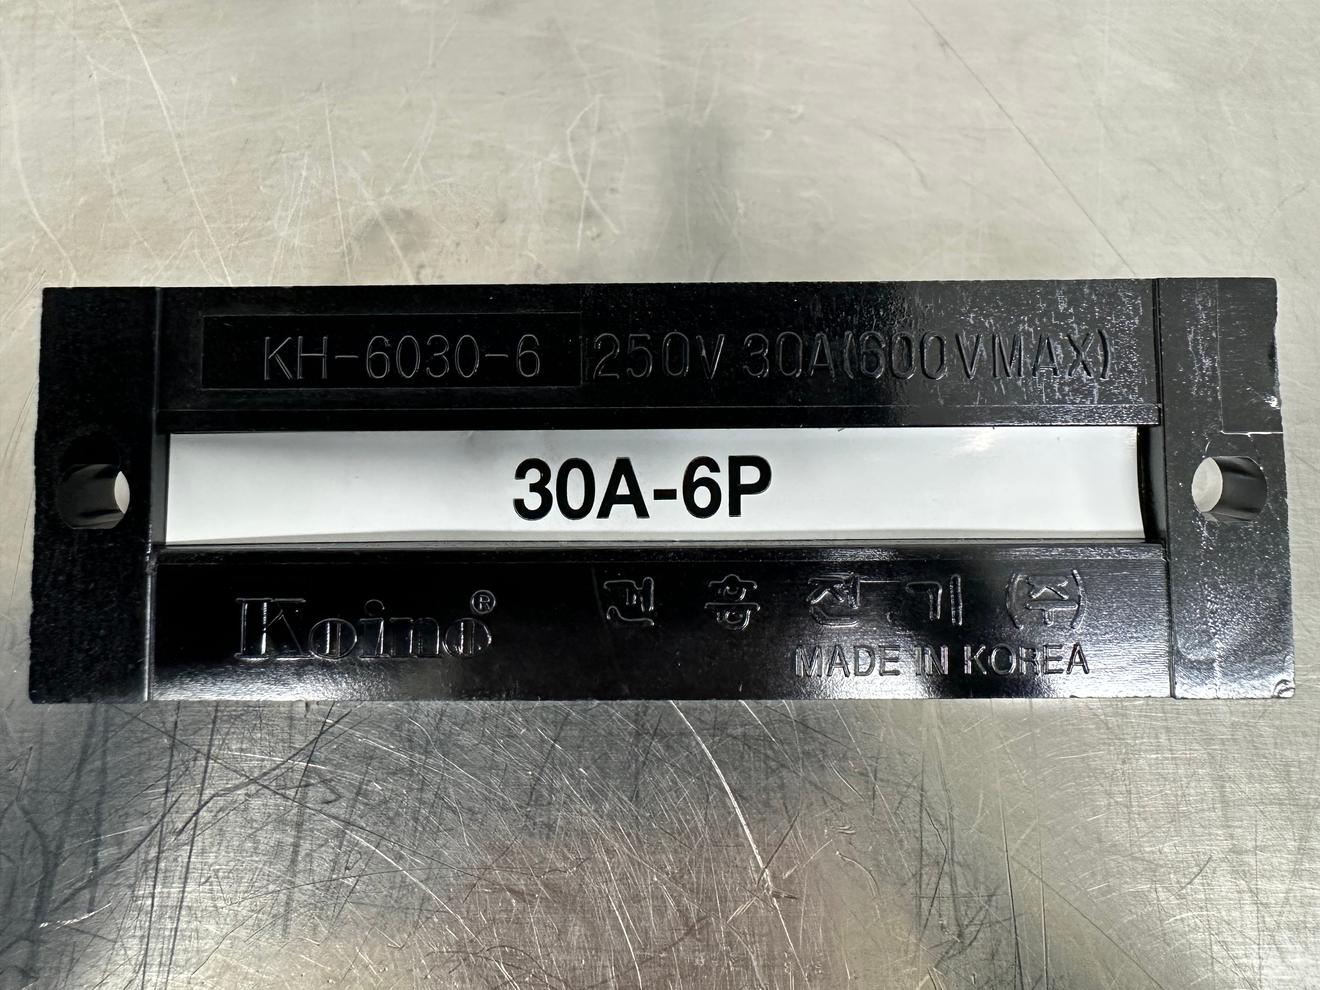 KH-6030-6 250V 30A(600VMAX)
30A-6P
Koino® 건흥전기(주)
MADE IN KOREA